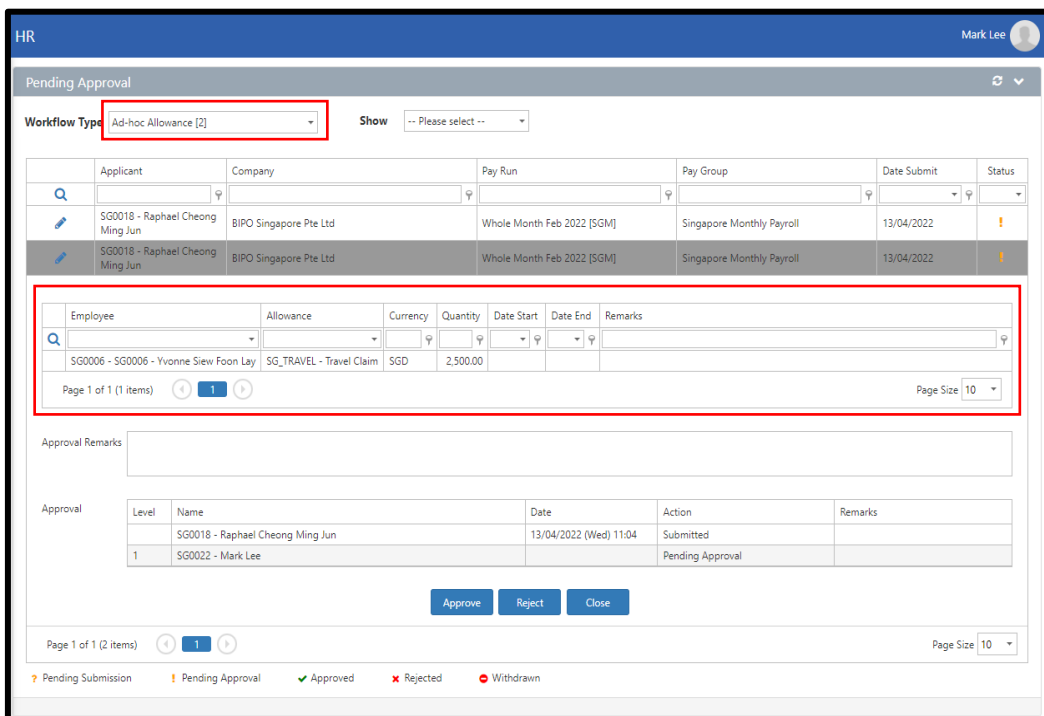 HR Mark Lee
Pending Approval
Workflow Type Ad-hoc Allowance [2] Show -- Please select --
Applicant Company Pay Run Pay Group Date Submit Status
SG0018 - Raphael Cheong
Ming Jun BIPO Singapore Pte Ltd Whole Month Feb 2022 [SGM] Singapore Monthly Payroll 13/04/2022 !
SG0018 - Raphael Cheong
Ming Jun BIPO Singapore Pte Ltd Whole Month Feb 2022 [SGM] Singapore Monthly Payroll 13/04/2022 !
Employee Allowance Currency Quantity Date Start Date End Remarks
SG0006 - SG0006 - Yvonne Siew Foon Lay SG_TRAVEL - Travel Claim SGD 2,500.00
Page 1 of 1 (1 items) 1 Page Size 10
Approval Remarks
Approval Level Name Date Action Remarks
SG0018 - Raphael Cheong Ming Jun 13/04/2022 (Wed) 11:04 Submitted
1 SG0022 - Mark Lee Pending Approval
Approve Reject Close
Page 1 of 1 (2 items) 1 Page Size 10
? Pending Submission ! Pending Approval Approved Rejected Withdrawn